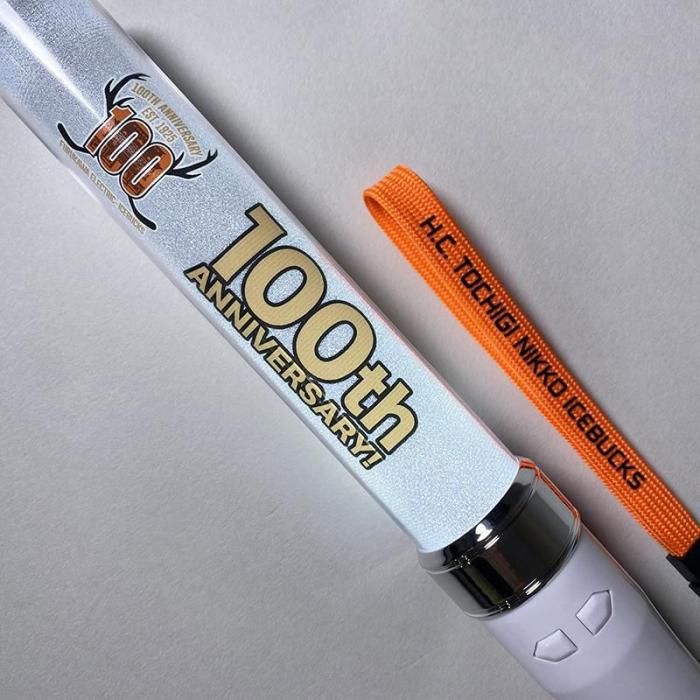 100TH ANNIVERSARY
EST. 1925
100
FURUKAWA ELECTRIC - ICEBUCKS
100th
ANNIVERSARY!
H.C. TOCHIGI NIKKO ICEBUCKS